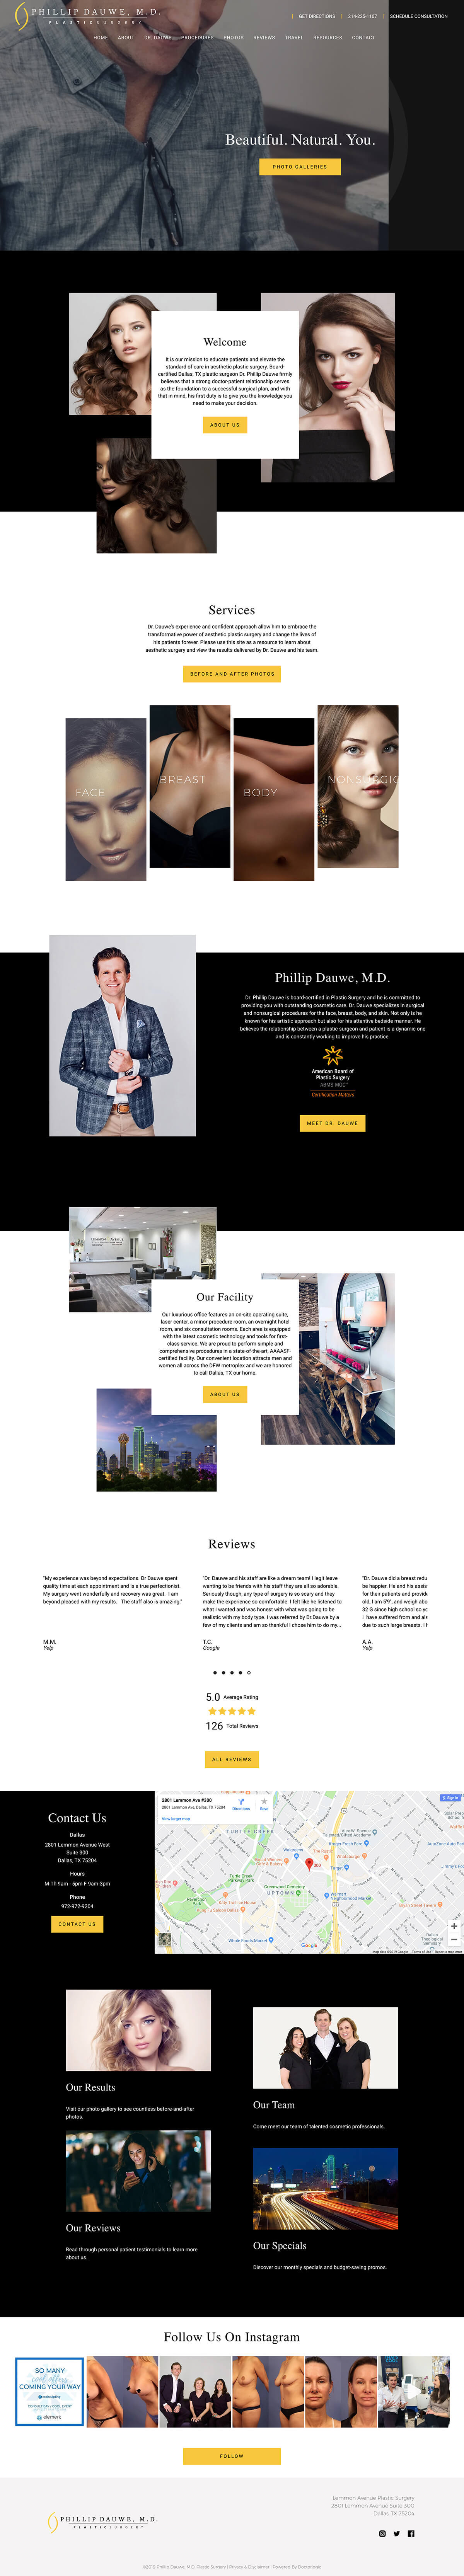 PHILLIP DAUWE, M.D.
PLASTIC SURGERY
GET DIRECTIONS
214-225-1107
SCHEDULE CONSULTATION
HOME
ABOUT
DR. DAUWE
PROCEDURES
PHOTOS
REVIEWS
TRAVEL
RESOURCES
CONTACT
Beautiful. Natural. You.
PHOTO GALLERIES
Welcome
It is our mission to educate patients and elevate the
standard of care in aesthetic plastic surgery. Board-
certified Dallas, TX plastic surgeon Dr. Phillip Dauwe firmly
believes that a strong doctor-patient relationship serves
as the foundation to a successful surgical plan, and with
that in mind, his first duty is to give you the knowledge you
need to make your decision.
ABOUT US
Services
Dr. Dauwe's experience and confident approach allow him to embrace the
transformative power of aesthetic plastic surgery and change the lives of
his patients forever. Please use this site as a resource to learn about
aesthetic surgery and view the results delivered by Dr. Dauwe and his team.
BEFORE AND AFTER PHOTOS
FACE
BREAST
BODY
NONSURGIC
Phillip Dauwe, M.D.
Dr. Phillip Dauwe is board-certified in Plastic Surgery and he is committed to
providing you with outstanding cosmetic care. Dr. Dauwe specializes in surgical
and nonsurgical procedures for the face, breast, body, and skin. Not only is he
known for his artistic approach but also for his attentive bedside manner. He
believes the relationship between a plastic surgeon and patient is a dynamic one
and is constantly working to improve his practice.
American Board of
Plastic Surgery
ABMS MOC
Certification Matters
MEET DR. DAUWE
Our Facility
Our luxurious office features an on-site operating suite,
laser center, a minor procedure room, an overnight hotel
room, and six consultation rooms. Each area is equipped
with the latest cosmetic technology and tools for first-
class service. We are proud to perform simple and
comprehensive procedures in a state-of-the-art, AAAASF-
certified facility. Our convenient location attracts men and
women all across the DFW metroplex and we are honored
to call Dallas, TX our home.
ABOUT US
Reviews
"My experience was beyond expectations. Dr Dauwe spent
quality time at each appointment and is a true perfectionist.
My surgery went wonderfully and recovery was great. I am
beyond pleased with my results. The staff also is amazing."
M.M.
Yelp
"Dr. Dauwe and his staff are like a dream team! I legit leave
wanting to be friends with his staff they are all so adorable.
Seriously though, any type of surgery is so scary and they
make the experience so comfortable. I felt like he listened to
what I wanted and was honest with what was going to be
realistic with my body type. I was referred by Dr.Dauwe by a
few of my clients and am so thankful I chose him to do my...
T.C.
Google
"Dr. Dauwe did a breast redu
be happier. He and his assis
for their patients and provide
old, I am 5'9", and weigh abo
32 G since high school so yo
I have suffered from and als
due to such large breasts. I
A.A.
Yelp
5.0 Average Rating
126 Total Reviews
ALL REVIEWS
Contact Us
Dallas
2801 Lemmon Avenue West
Suite 300
Dallas, TX 75204
Hours
M-Th 9am - 5pm F 9am-3pm
Phone
972-972-9204
CONTACT US
2801 Lemmon Ave #300
2801 Lemmon Ave, Dallas, TX 75204
Directions
Save
View larger map
Sign in
TURTLE CREEK
Walgreens
Target
Whataburger
Kroger
Turtle Creek
Parkway Park
Greenwood Cemetery
UPTOWN
Walmart
Neighborhood Market
Whole Foods Market
Dallas
Theological
Seminary
Google
Our Results
Visit our photo gallery to see countless before-and-after
photos.
Our Team
Come meet our team of talented cosmetic professionals.
Our Reviews
Read through personal patient testimonials to learn more
about us.
Our Specials
Discover our monthly specials and budget-saving promos.
Follow Us On Instagram
SO MANY
cool offers
COMING YOUR WAY
coolsculpting
element
FOLLOW
PHILLIP DAUWE, M.D.
PLASTIC SURGERY
Lemmon Avenue Plastic Surgery
2801 Lemmon Avenue Suite 300
Dallas, TX 75204
©2019 Phillip Dauwe, M.D. Plastic Surgery | Privacy & Disclaimer | Powered By Doctorlogic